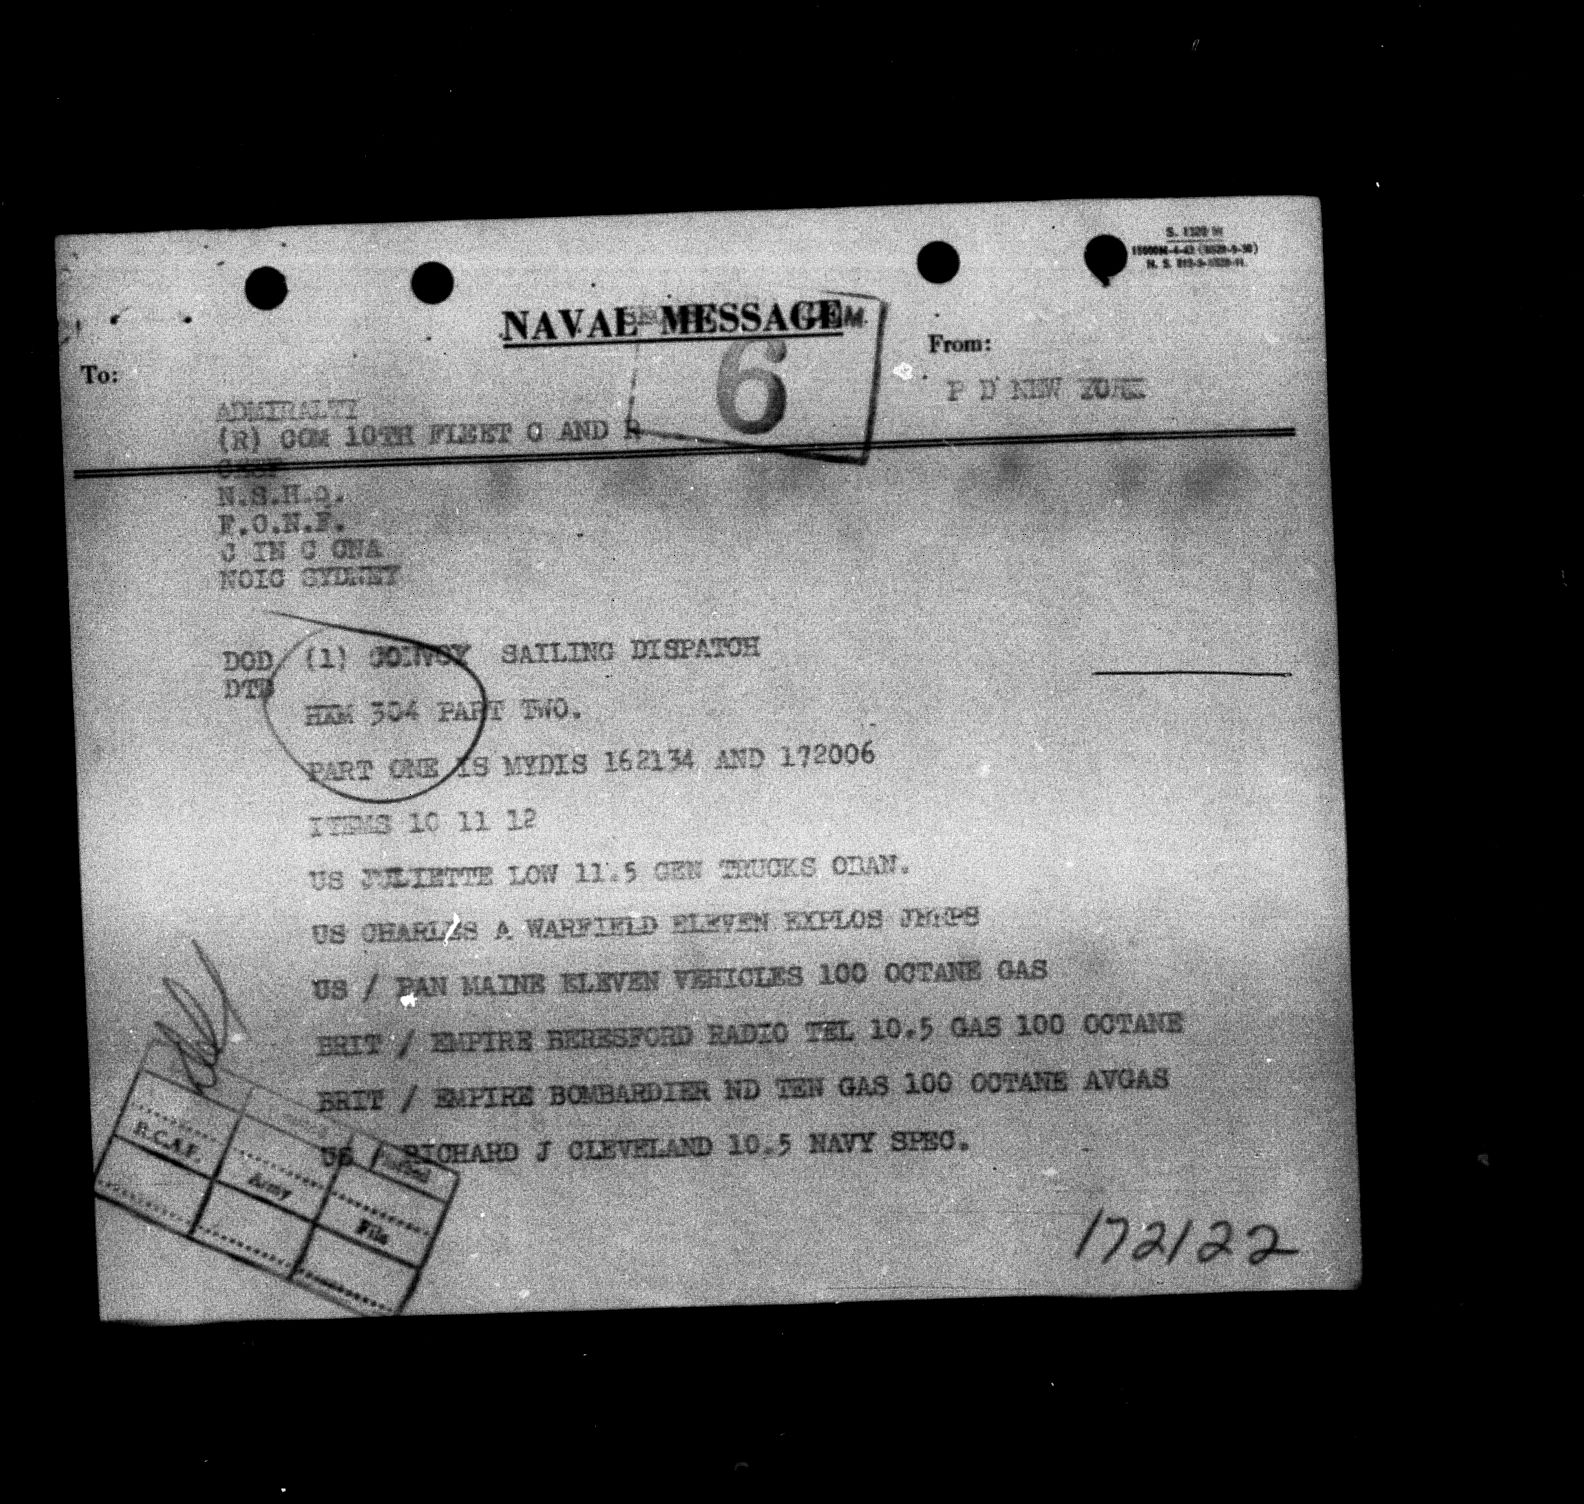 S. 1320 H
NAVAL MESSAGE
6
To:
From:
P D NEW YORK
ADMIRALTY
(R) COM 10TH FLEET C AND R
N.S.H.Q.
F.O.N.F.
C IN C CNA
NOIC SYDNEY
DOD (1) CONVOY SAILING DISPATCH
DTD
HXM 304 PART TWO.
PART ONE IS MYDIS 162134 AND 172006
ITEMS 10 11 12
US JULIETTE LOW 11.5 GEN TRUCKS ORAN.
US CHARLES A WARFIELD ELEVEN EXPLOS JEEPS
US / PAN MAINE ELEVEN VEHICLES 100 OCTANE GAS
BRIT / EMPIRE BERESFORD RADIO TEL 10.5 GAS 100 OCTANE
BRIT / EMPIRE BOMBARDIER ND TEN GAS 100 OCTANE AVGAS
US / RICHARD J CLEVELAND 10.5 NAVY SPEC.
R.C.A.F.
Army
File
172122